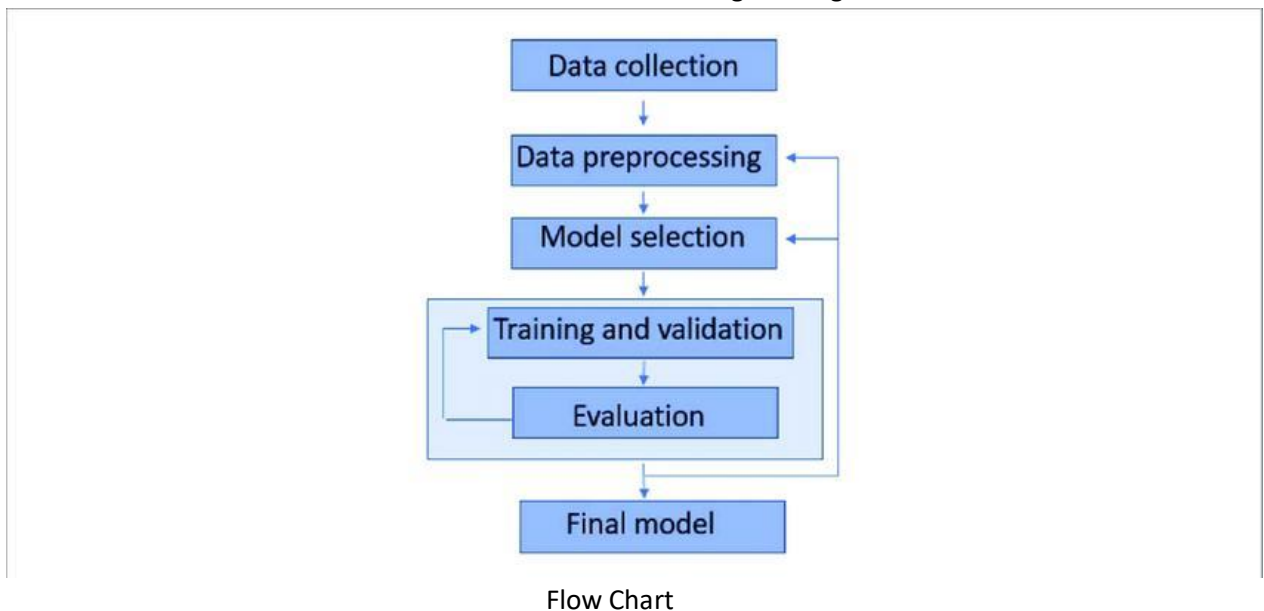 Data collection
Data preprocessing
Model selection
Training and validation
Evaluation
Final model
Flow Chart